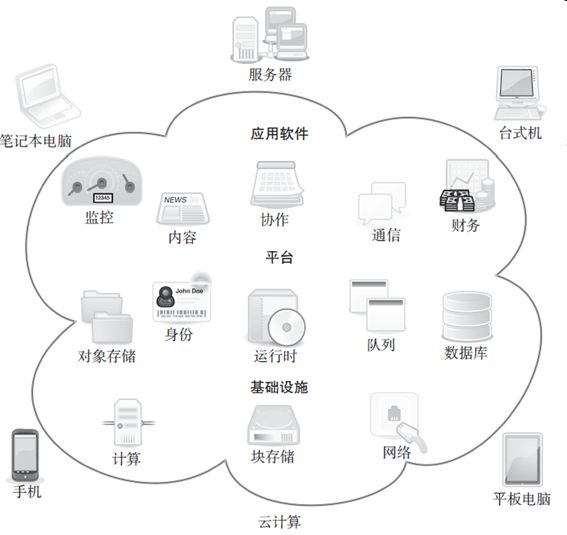 服务器
笔记本电脑
台式机
应用软件
监控
12345
NEWS
内容
协作
通信
财务
平台
John Doe
对象存储
身份
运行时
队列
数据库
基础设施
计算
块存储
网络
手机
平板电脑
云计算